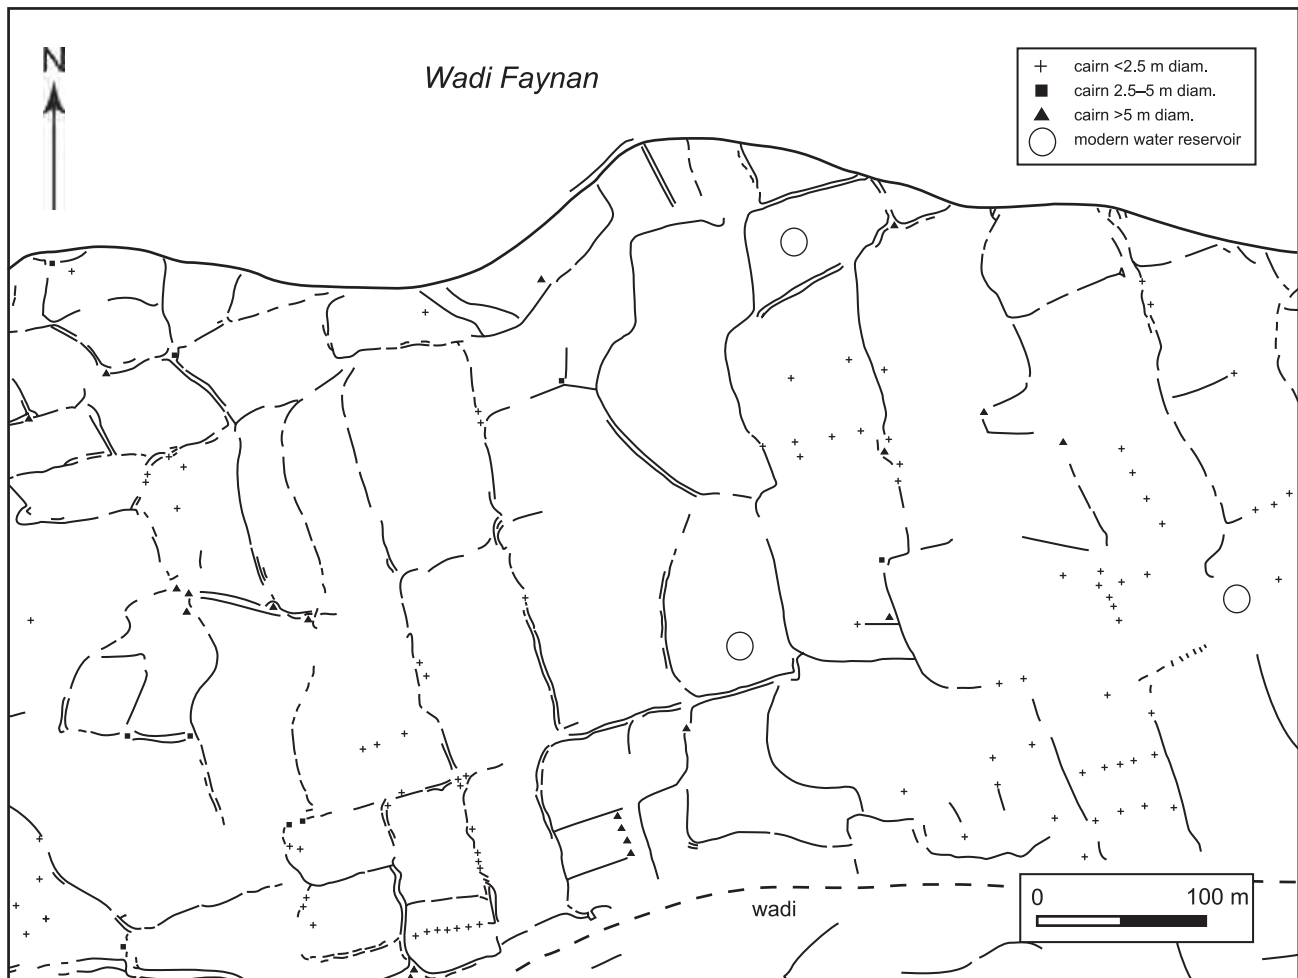 N
Wadi Faynan
cairn <2.5 m diam.
cairn 2.5–5 m diam.
cairn >5 m diam.
modern water reservoir
wadi
0 100 m